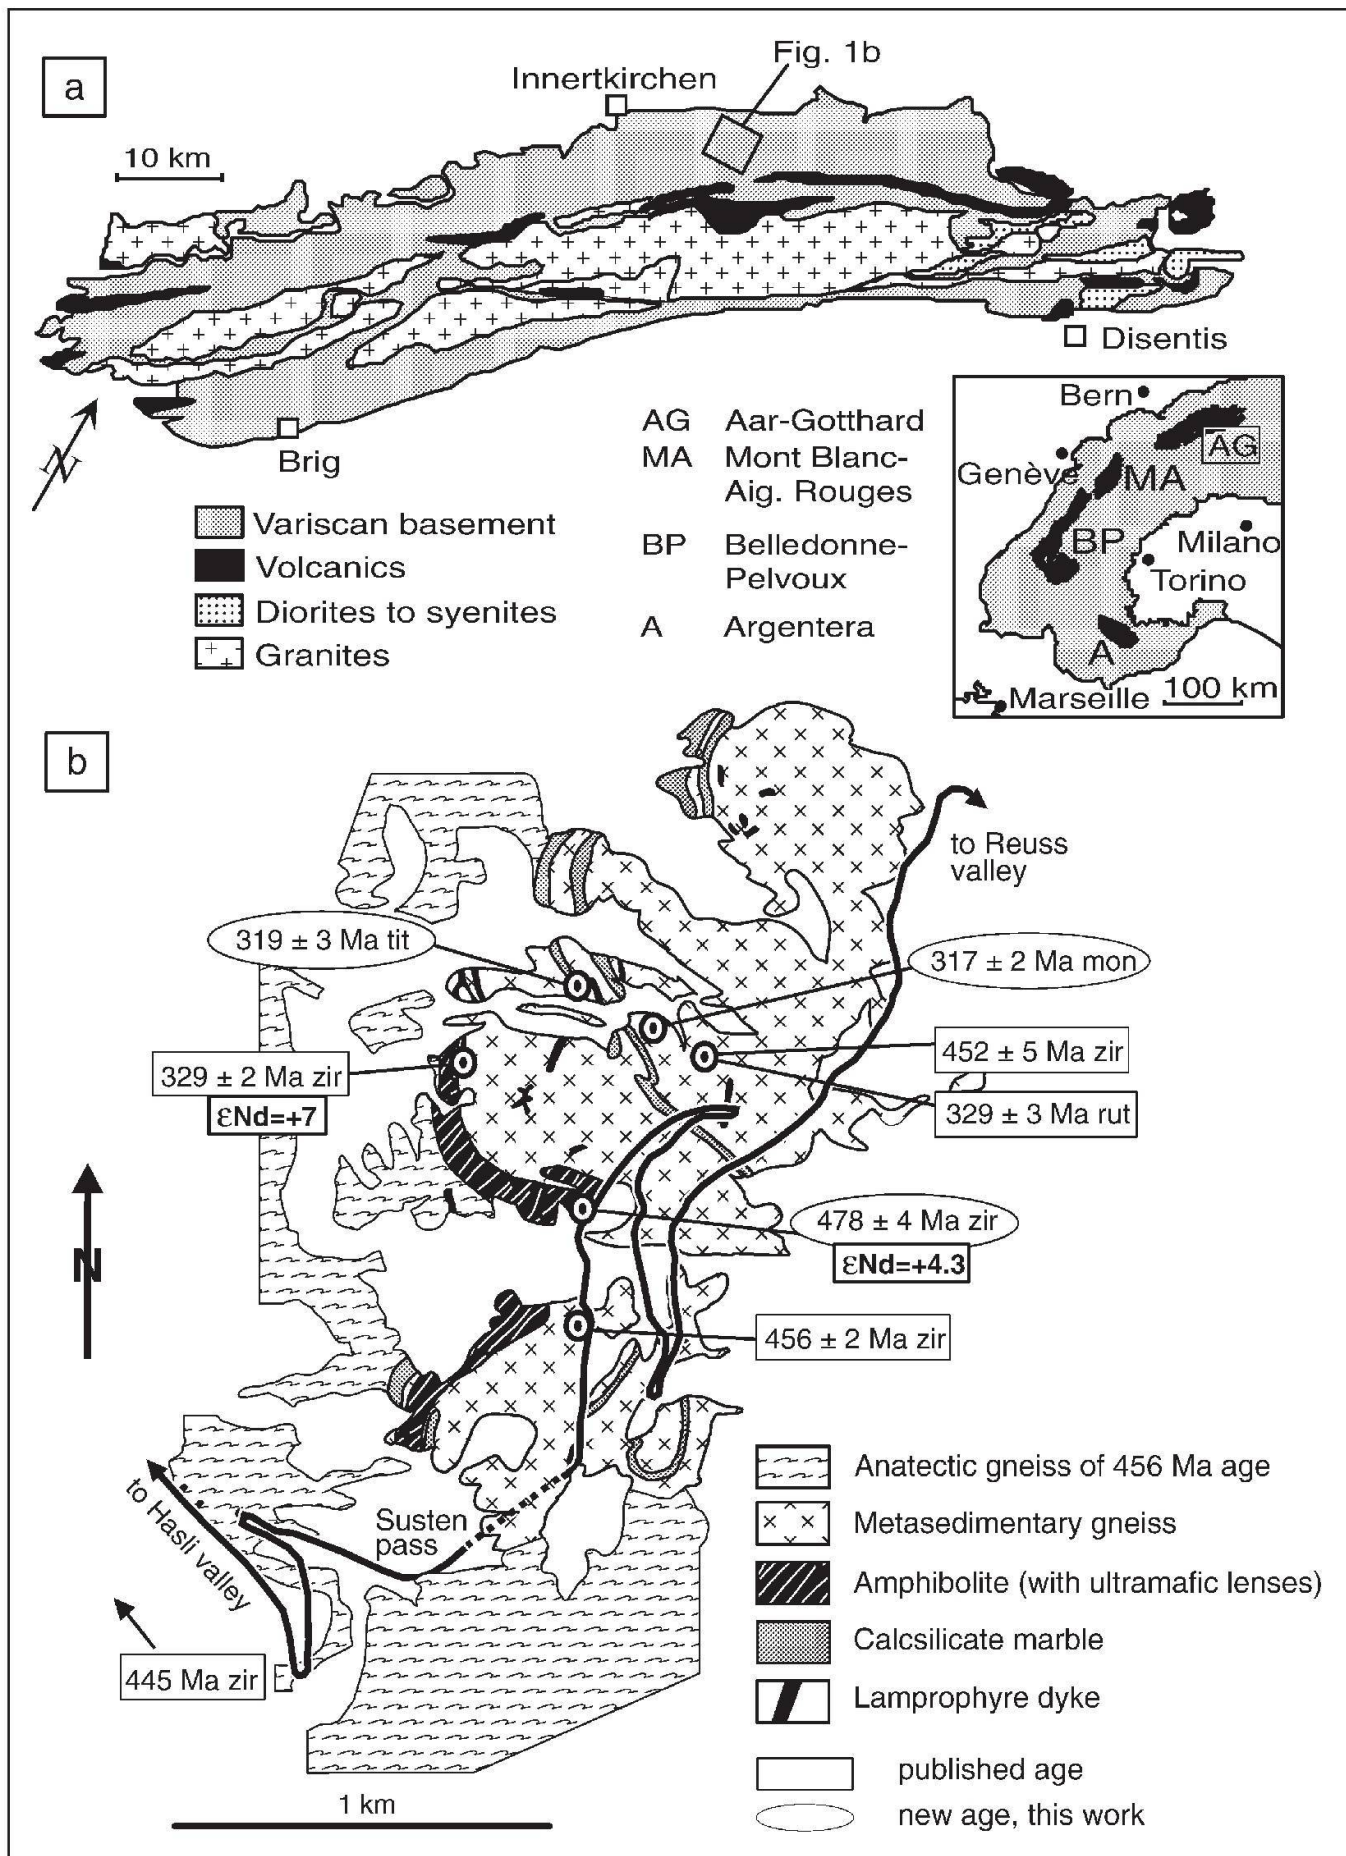 a
Fig. 1b
Innertkirchen
10 km
Disentis
N
Brig
Variscan basement
Volcanics
Diorites to syenites
Granites
AG Aar-Gotthard
MA Mont Blanc-
Aig. Rouges
BP Belledonne-
Pelvoux
A Argentera
Bern
AG
Genève
MA
BP
Milano
Torino
A
Marseille
100 km
b
to Reuss
valley
319 ± 3 Ma tit
317 ± 2 Ma mon
452 ± 5 Ma zir
329 ± 2 Ma zir
εNd=+7
329 ± 3 Ma rut
N
478 ± 4 Ma zir
εNd=+4.3
456 ± 2 Ma zir
to Hasli valley
Susten
pass
445 Ma zir
Anatectic gneiss of 456 Ma age
Metasedimentary gneiss
Amphibolite (with ultramafic lenses)
Calcsilicate marble
Lamprophyre dyke
published age
new age, this work
1 km